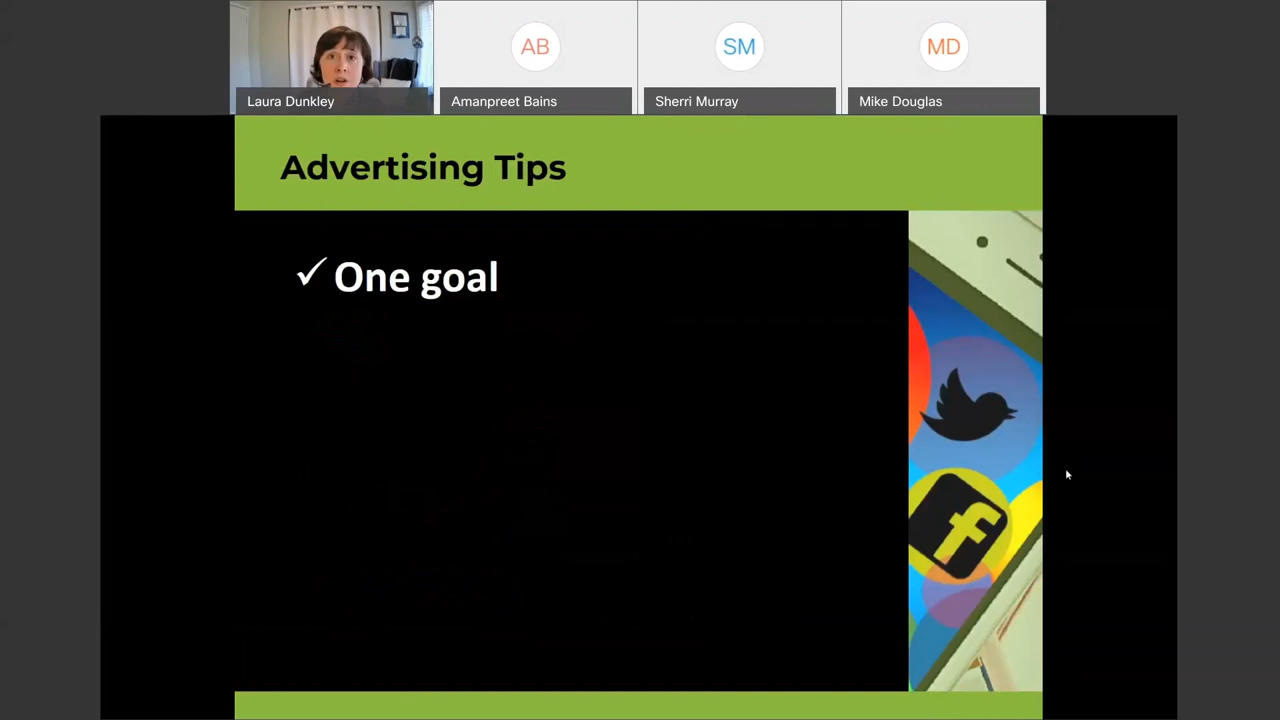 AB
SM
MD
Laura Dunkley
Amanpreet Bains
Sherri Murray
Mike Douglas
Advertising Tips
✓ One goal
f